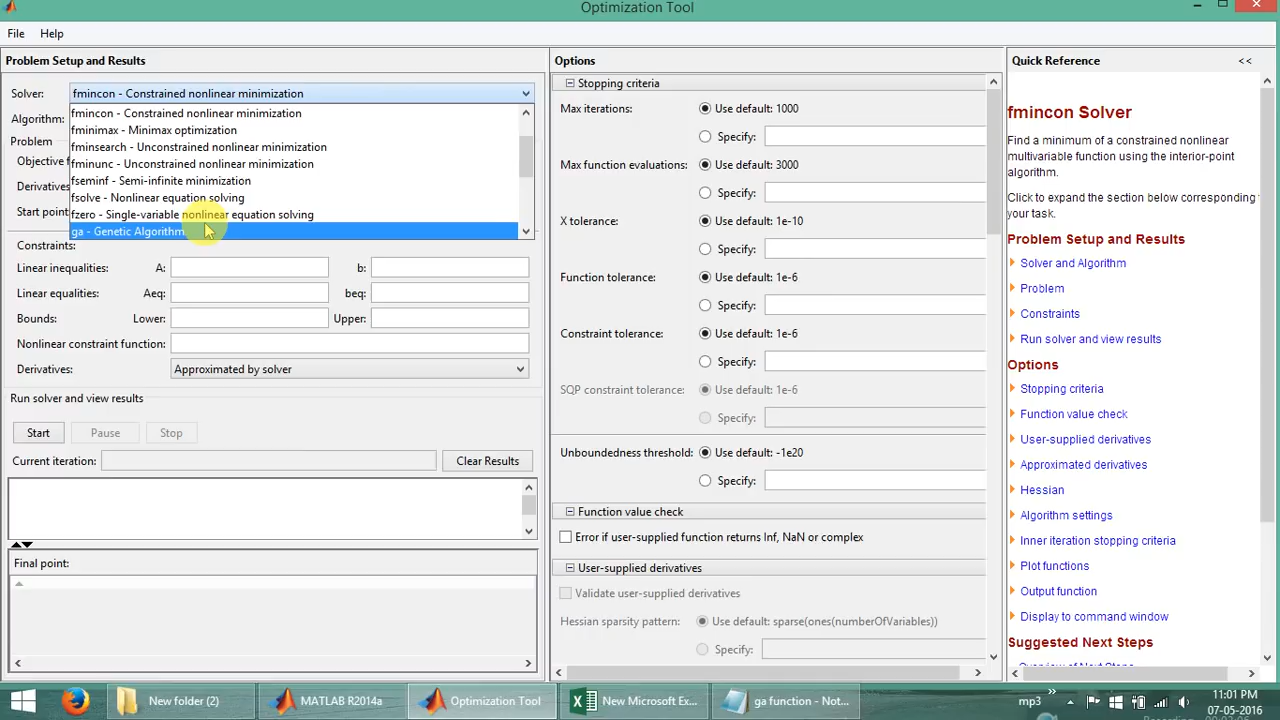 Optimization Tool
File Help
Problem Setup and Results
Solver: fmincon - Constrained nonlinear minimization
fmincon - Constrained nonlinear minimization
Algorithm:
fminimax - Minimax optimization
Problem
fminsearch - Unconstrained nonlinear minimization
Objective f
fminunc - Unconstrained nonlinear minimization
Derivatives
fseminf - Semi-infinite minimization
fsolve - Nonlinear equation solving
Start point
fzero - Single-variable nonlinear equation solving
ga - Genetic Algorithm
Constraints:
Linear inequalities: A: b:
Linear equalities: Aeq: beq:
Bounds: Lower: Upper:
Nonlinear constraint function:
Derivatives: Approximated by solver
Run solver and view results
Start Pause Stop
Current iteration: Clear Results
Final point:
Options
Stopping criteria
Max iterations: Use default: 1000
Specify:
Max function evaluations: Use default: 3000
Specify:
X tolerance: Use default: 1e-10
Specify:
Function tolerance: Use default: 1e-6
Specify:
Constraint tolerance: Use default: 1e-6
Specify:
SQP constraint tolerance: Use default: 1e-6
Specify:
Unboundedness threshold: Use default: -1e20
Specify:
Function value check
Error if user-supplied function returns Inf, NaN or complex
User-supplied derivatives
Validate user-supplied derivatives
Hessian sparsity pattern: Use default: sparse(ones(numberOfVariables))
Specify:
Quick Reference <<
fmincon Solver
Find a minimum of a constrained nonlinear
multivariable function using the interior-point
algorithm.
Click to expand the section below corresponding
your task.
Problem Setup and Results
Solver and Algorithm
Problem
Constraints
Run solver and view results
Options
Stopping criteria
Function value check
User-supplied derivatives
Approximated derivatives
Hessian
Algorithm settings
Inner iteration stopping criteria
Plot functions
Output function
Display to command window
Suggested Next Steps
New folder (2) MATLAB R2014a Optimization Tool New Microsoft Ex... ga function - Not... mp3 »
11:01 PM
07-05-2016